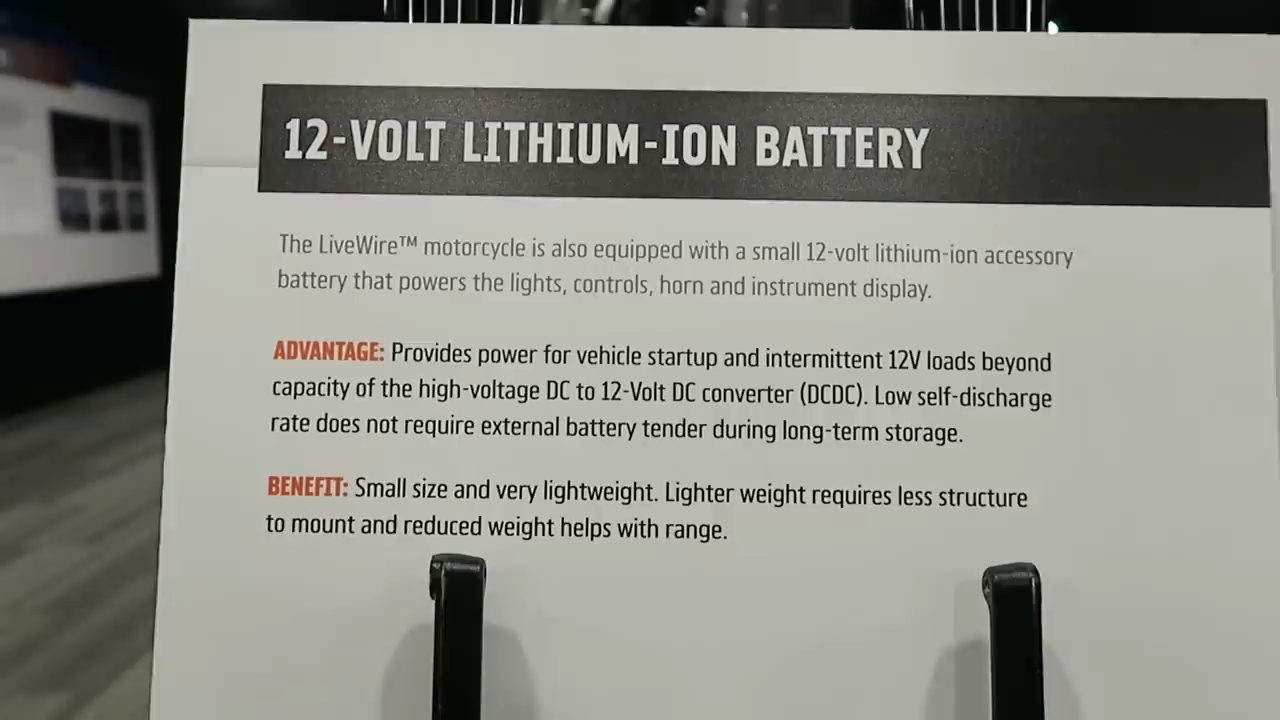 12-VOLT LITHIUM-ION BATTERY
The LiveWire™ motorcycle is also equipped with a small 12-volt lithium-ion accessory
battery that powers the lights, controls, horn and instrument display.
ADVANTAGE: Provides power for vehicle startup and intermittent 12V loads beyond
capacity of the high-voltage DC to 12-Volt DC converter (DCDC). Low self-discharge
rate does not require external battery tender during long-term storage.
BENEFIT: Small size and very lightweight. Lighter weight requires less structure
to mount and reduced weight helps with range.